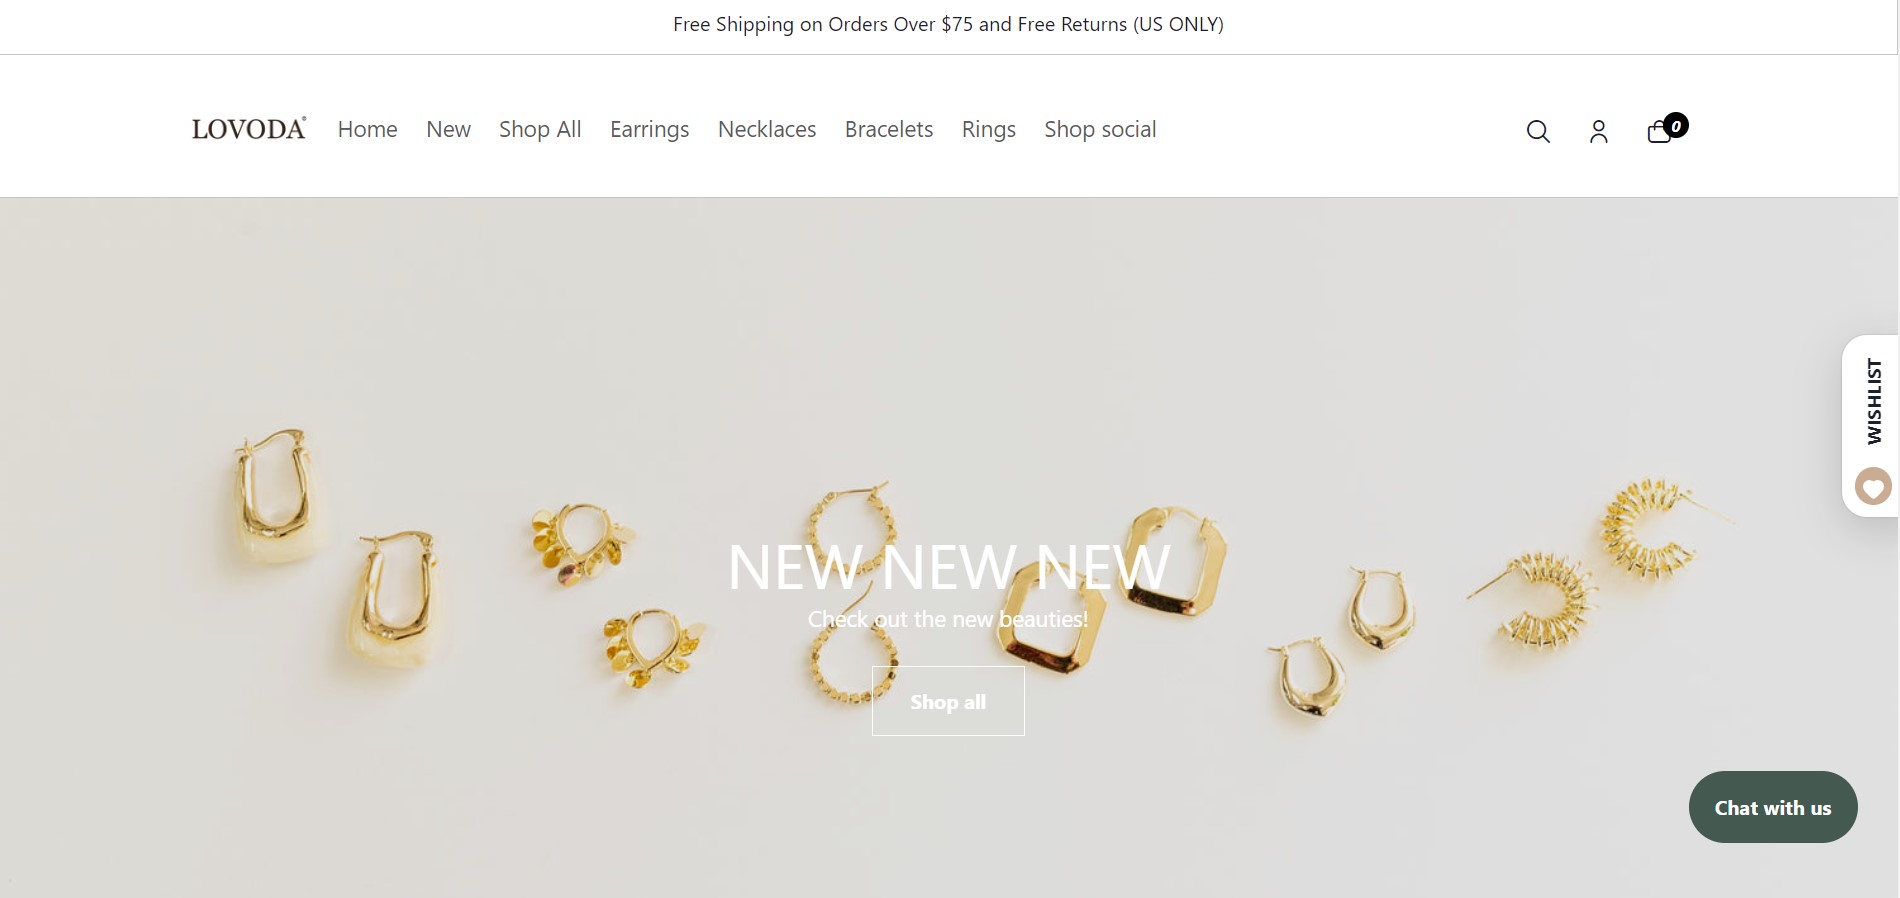 Free Shipping on Orders Over $75 and Free Returns (US ONLY)
LOVODA® Home New Shop All Earrings Necklaces Bracelets Rings Shop social
0
WISHLIST
NEW NEW NEW
Check out the new beauties!
Shop all
Chat with us